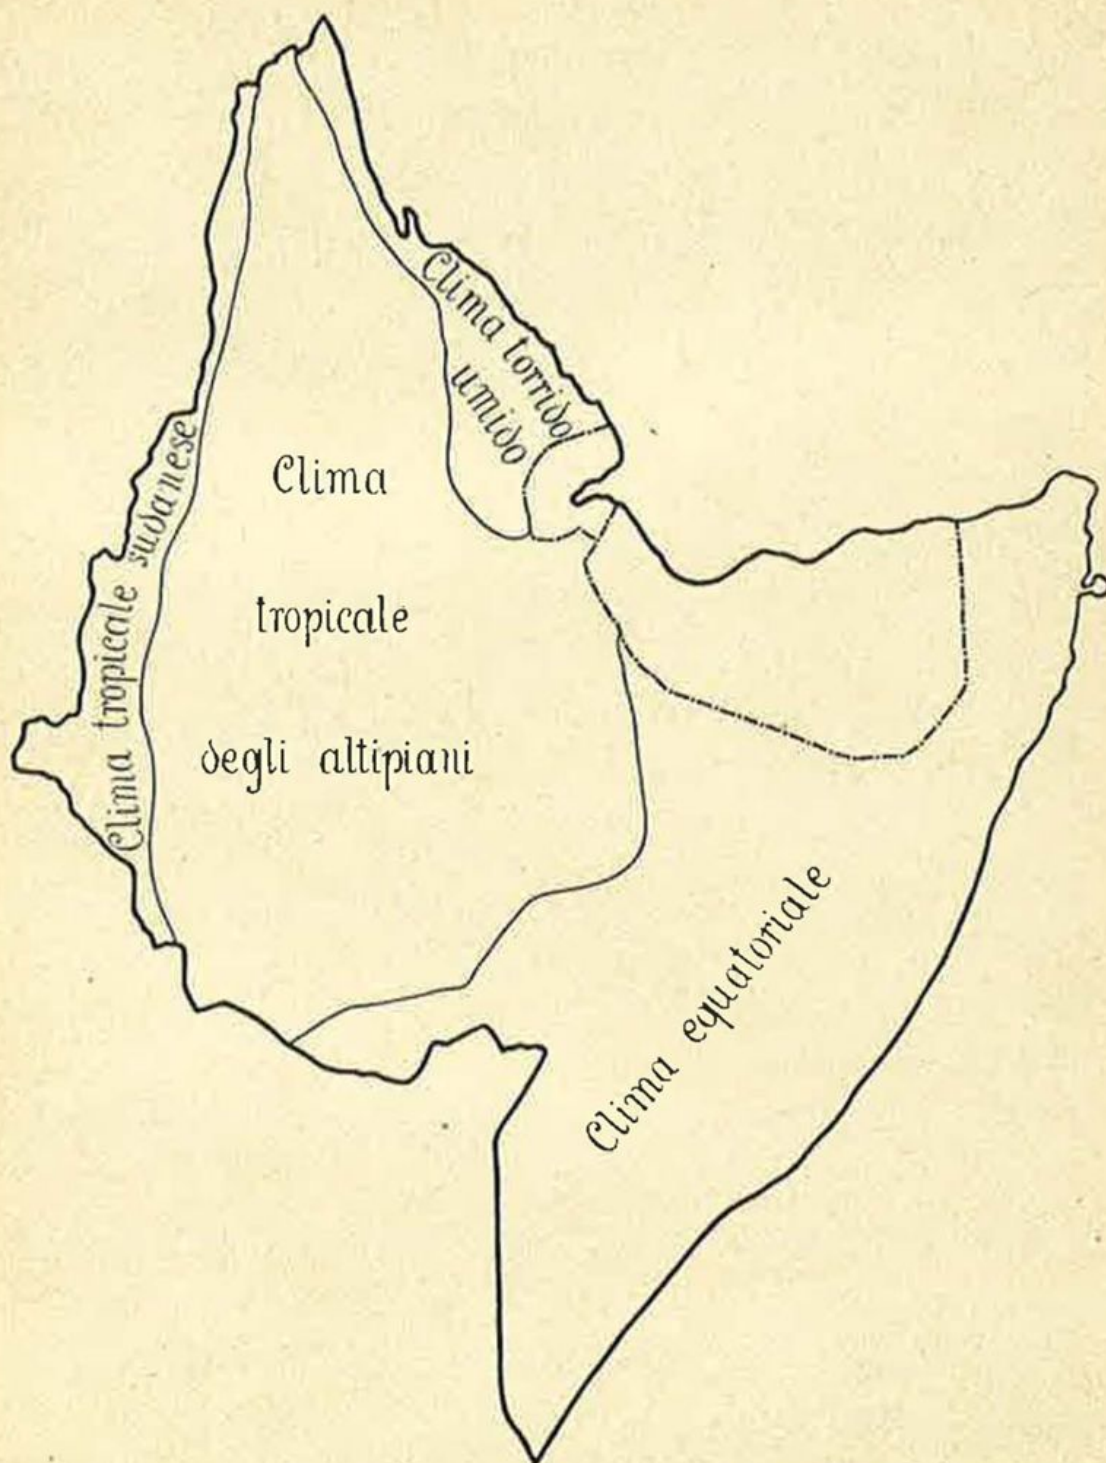 Clima torrido
umido
Clima tropicale sudanese
Clima
tropicale
degli altipiani
Clima equatoriale